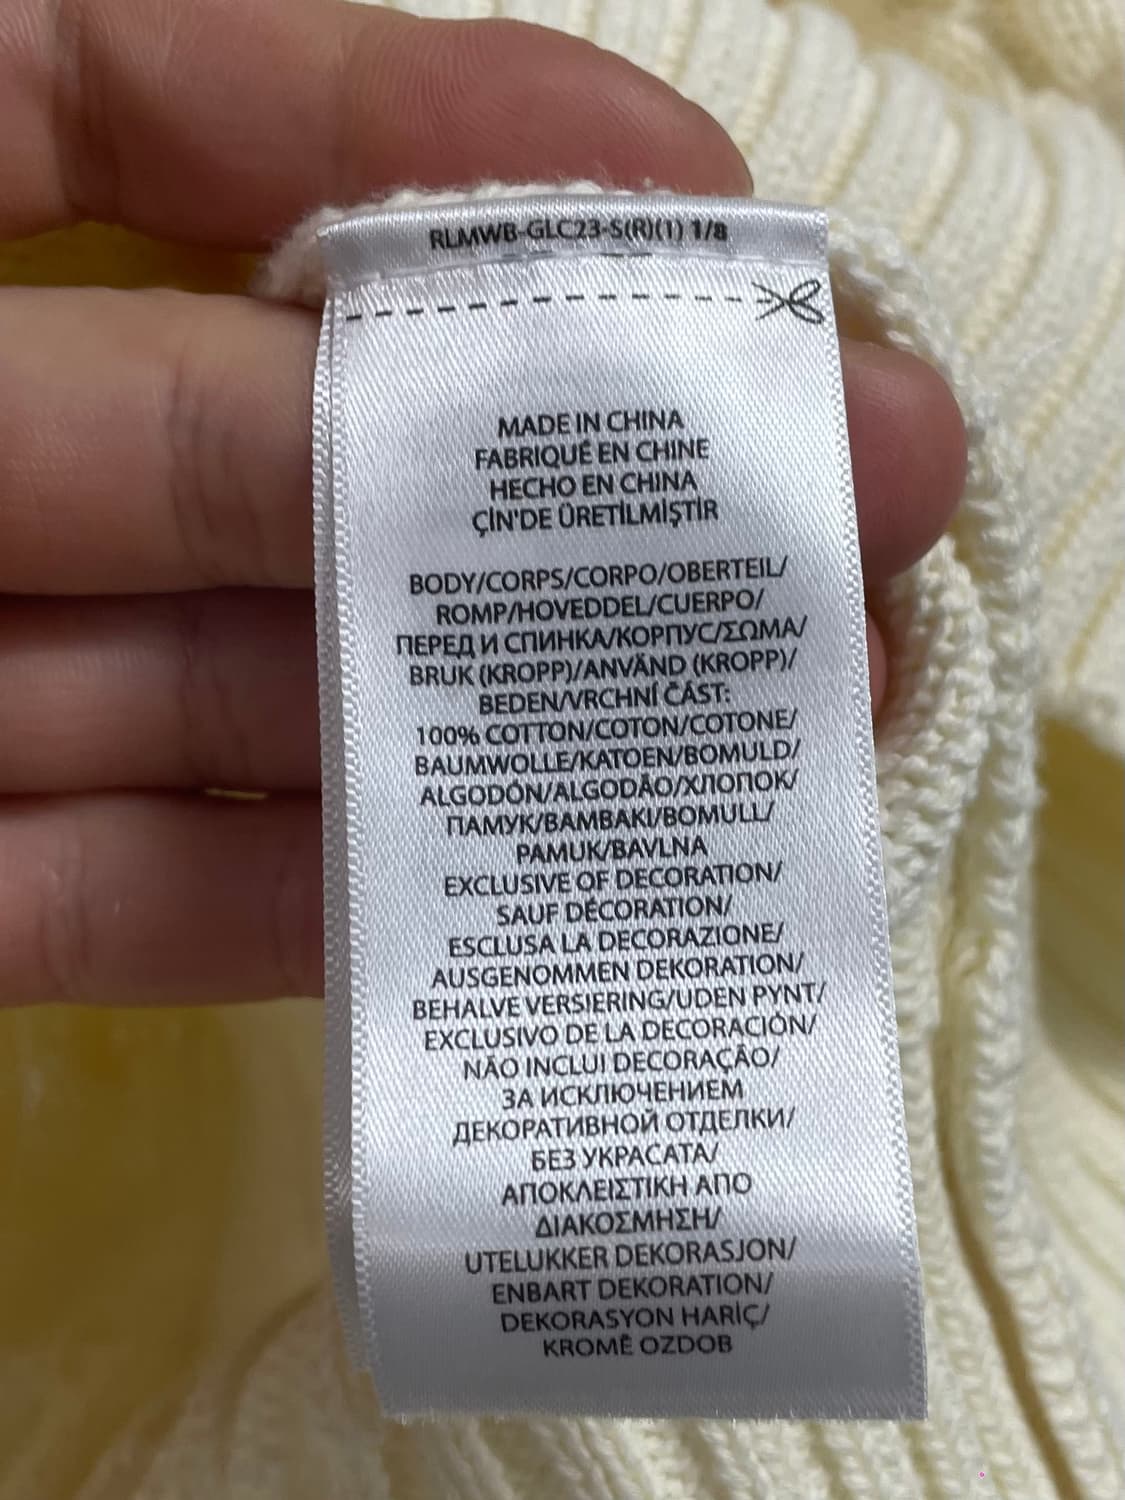 RLMWB-GLC23-S(R)(1) 1/8
MADE IN CHINA
FABRIQUÉ EN CHINE
HECHO EN CHINA
ÇİN'DE ÜRETİLMİŞTİR
BODY/CORPS/CORPO/OBERTEIL/
ROMP/HOVEDDEL/CUERPO/
ПЕРЕД И СПИНКА/КОРПУС/ΣΩΜΑ/
BRUK (KROPP)/ANVÄND (KROPP)/
BEDEN/VRCHNÍ ČÁST:
100% COTTON/COTON/COTONE/
BAUMWOLLE/KATOEN/BOMULD/
ALGODÓN/ALGODÃO/ХЛОПОК/
ПАМУК/ΒΑΜΒΑΚΙ/BOMULL/
PAMUK/BAVLNA
EXCLUSIVE OF DECORATION/
SAUF DÉCORATION/
ESCLUSA LA DECORAZIONE/
AUSGENOMMEN DEKORATION/
BEHALVE VERSIERING/UDEN PYNT/
EXCLUSIVO DE LA DECORACIÓN/
NÃO INCLUI DECORAÇÃO/
ЗА ИСКЛЮЧЕНИЕМ
ДЕКОРАТИВНОЙ ОТДЕЛКИ/
БЕЗ УКРАСАТА/
ΑΠΟΚΛΕΙΣΤΙΚΗ ΑΠΟ
ΔΙΑΚΟΣΜΗΣΗ/
UTELUKKER DEKORASJON/
ENBART DEKORATION/
DEKORASYON HARİÇ/
KROMĚ OZDOB